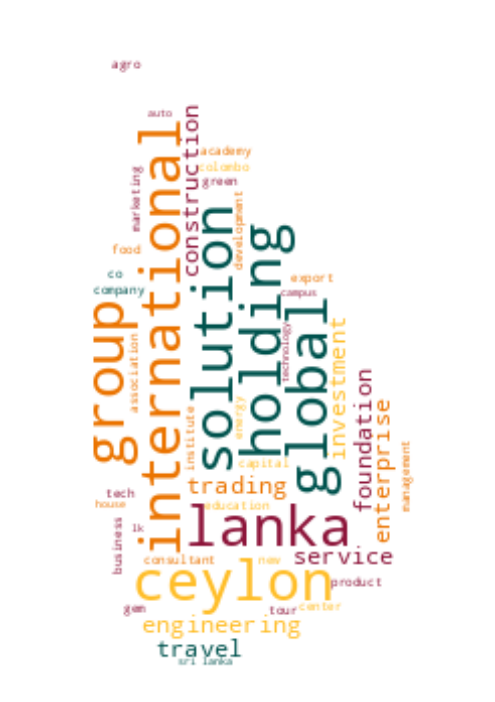 agro
auto
construction
international
academy
colombo
marketing
green
development
solution
holding
food
co
company
export
campus
group
global
association
technology
investment
energy
institute
foundation
enterprise
management
capital
trading
tech
house
education
lanka
business
lk
service
consultant
new
ceylon
product
gem
tour
center
engineering
travel
sri lanka